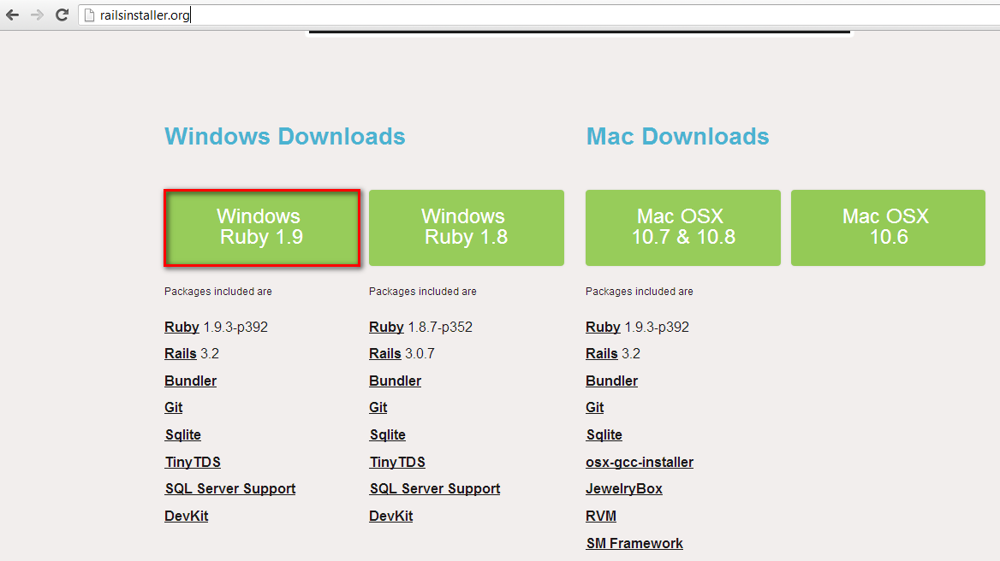 railsinstaller.org
Windows Downloads
Windows
Ruby 1.9
Packages included are
Ruby 1.9.3-p392
Rails 3.2
Bundler
Git
Sqlite
TinyTDS
SQL Server Support
DevKit
Windows
Ruby 1.8
Packages included are
Ruby 1.8.7-p352
Rails 3.0.7
Bundler
Git
Sqlite
TinyTDS
SQL Server Support
DevKit
Mac Downloads
Mac OSX
10.7 & 10.8
Packages included are
Ruby 1.9.3-p392
Rails 3.2
Bundler
Git
Sqlite
osx-gcc-installer
JewelryBox
RVM
SM Framework
Mac OSX
10.6